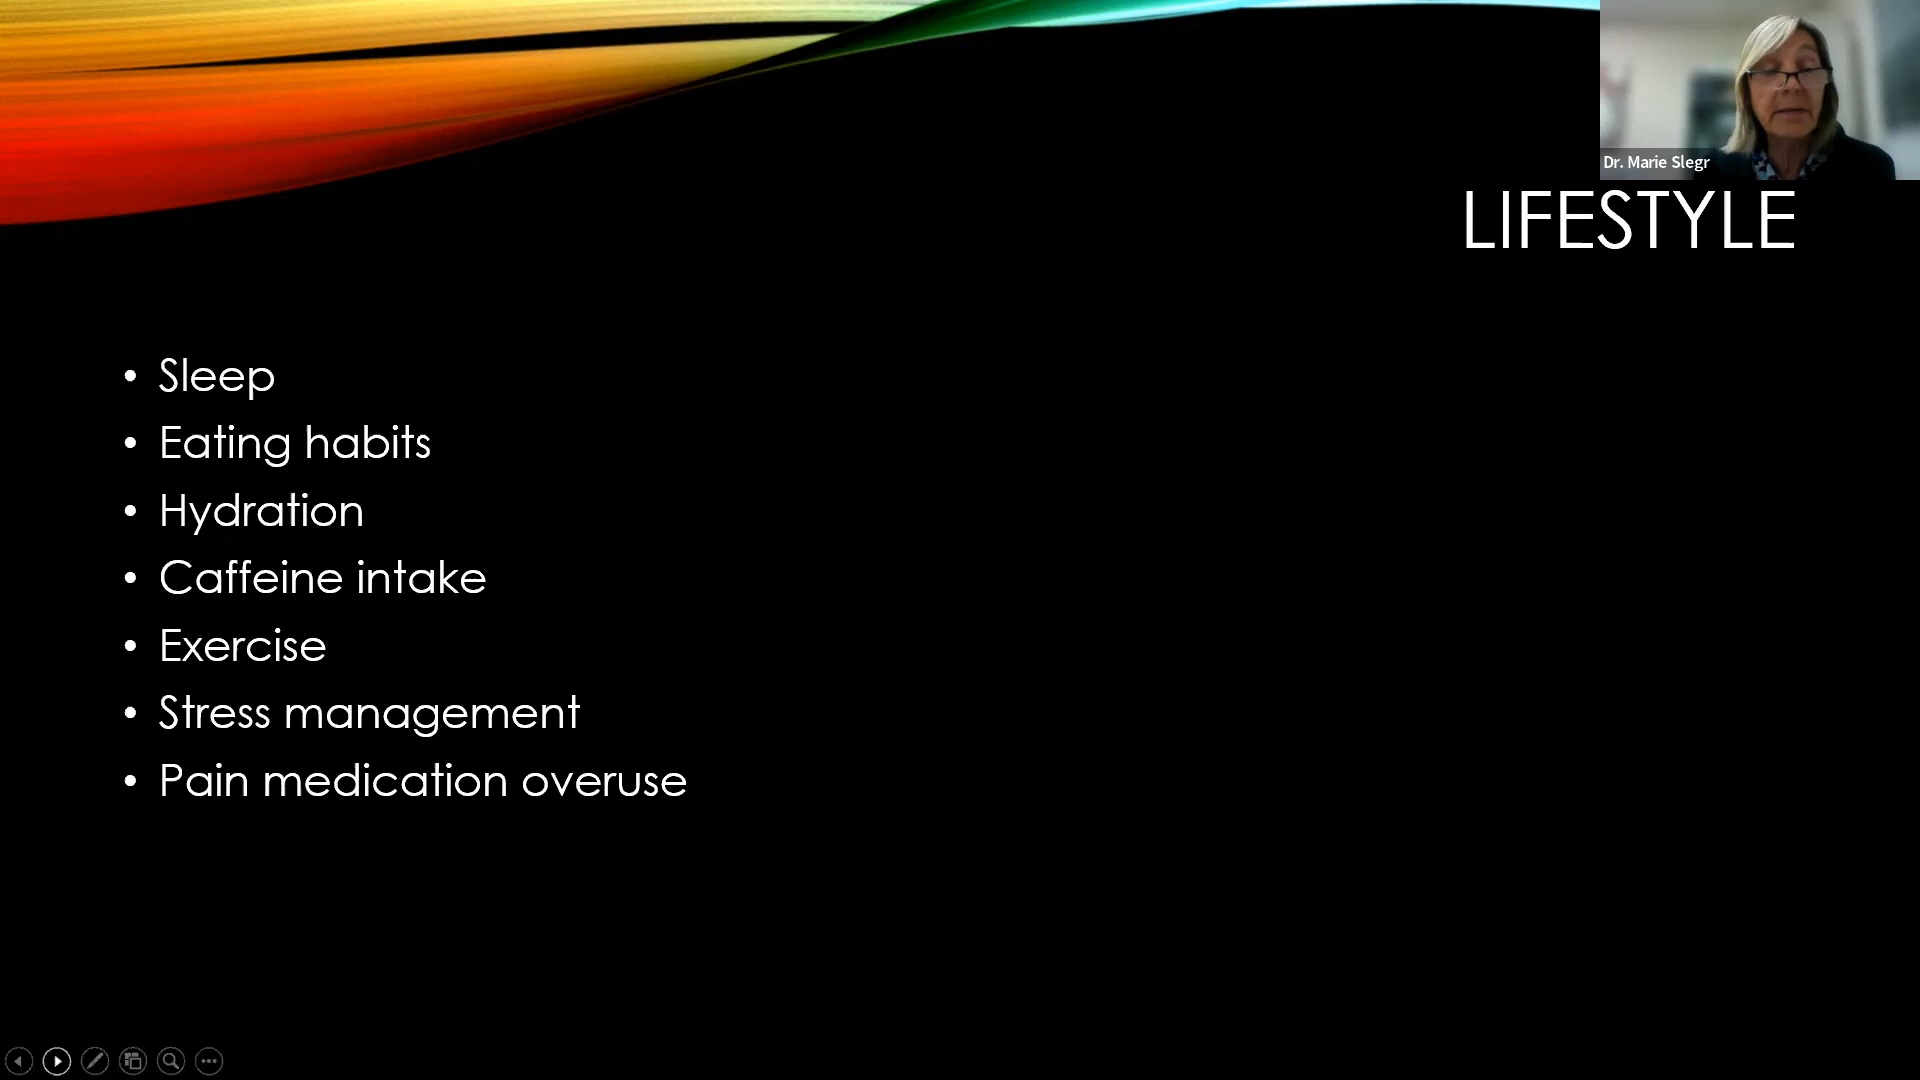 Dr. Marie Slegr
LIFESTYLE
• Sleep
• Eating habits
• Hydration
• Caffeine intake
• Exercise
• Stress management
• Pain medication overuse